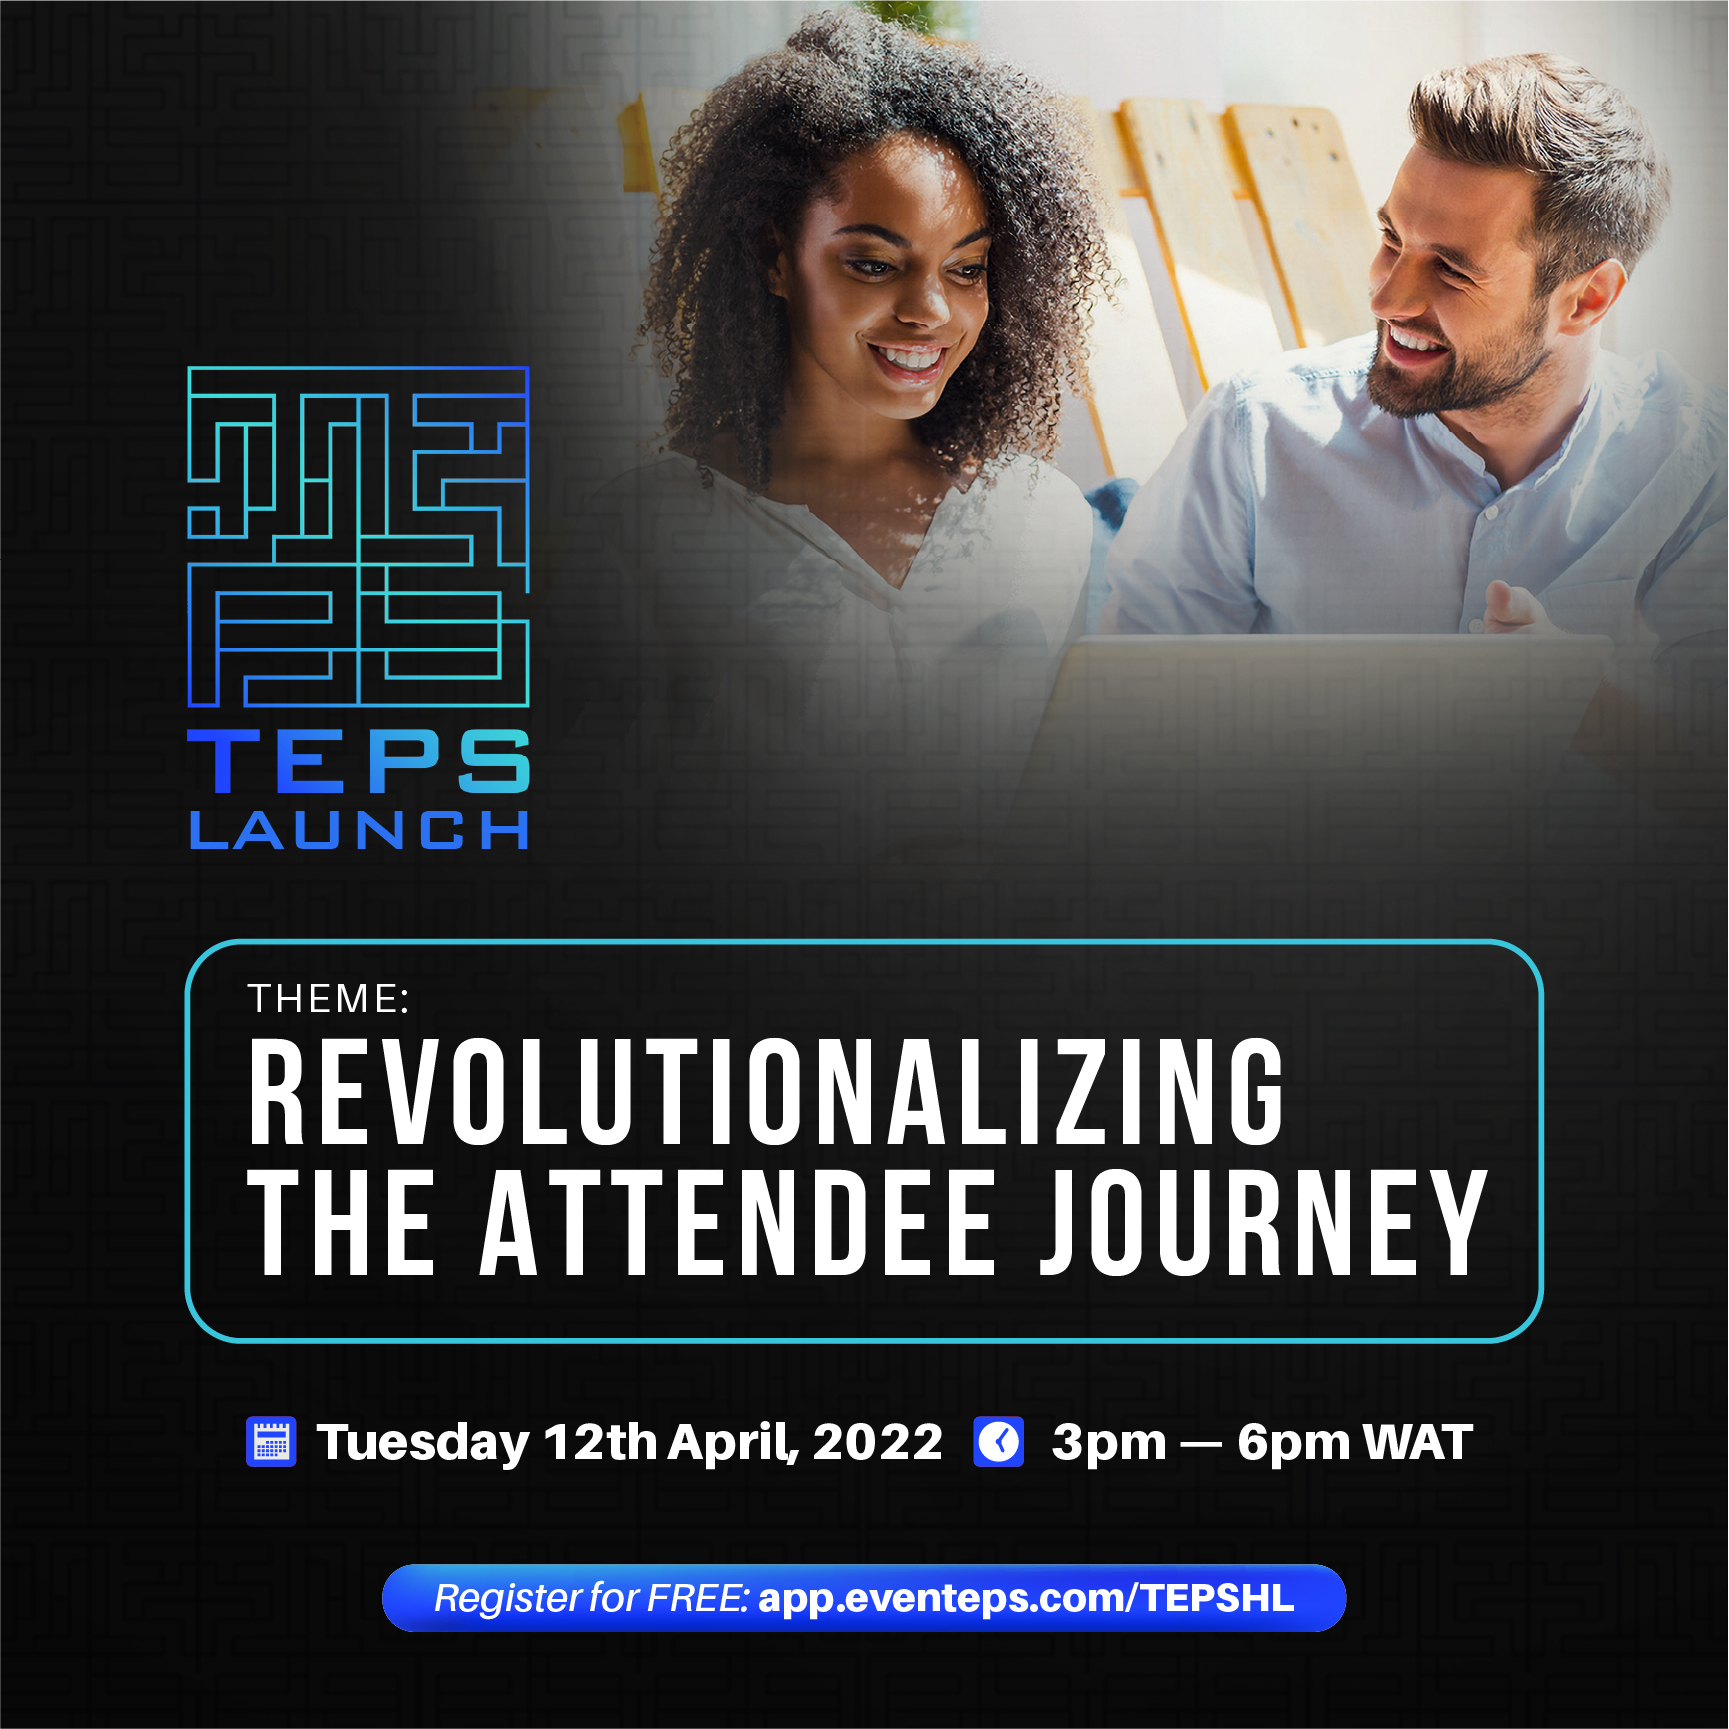 TEPS
LAUNCH
THEME:
REVOLUTIONALIZING
THE ATTENDEE JOURNEY
Tuesday 12th April, 2022 3pm — 6pm WAT
Register for FREE: app.eventeps.com/TEPSHL